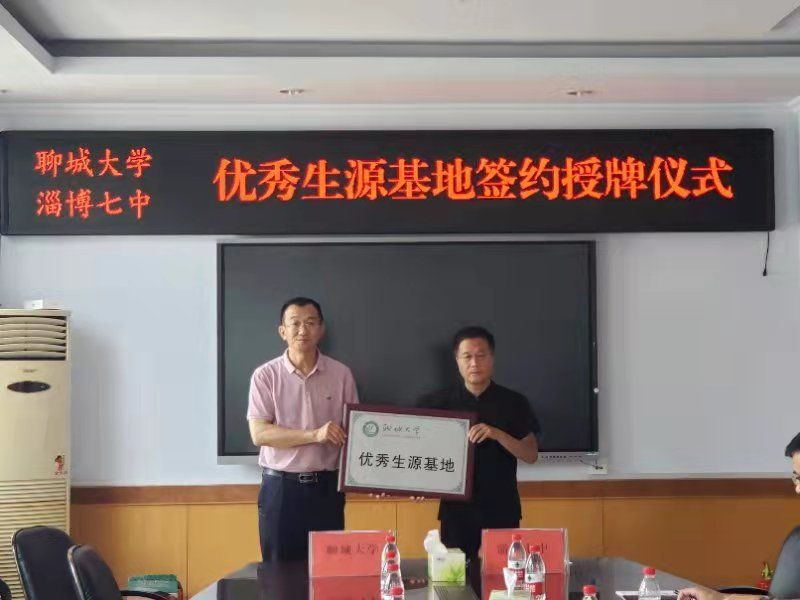 聊城大学
淄博七中
优秀生源基地签约授牌仪式
聊城大学
优秀生源基地
聊城大学
中